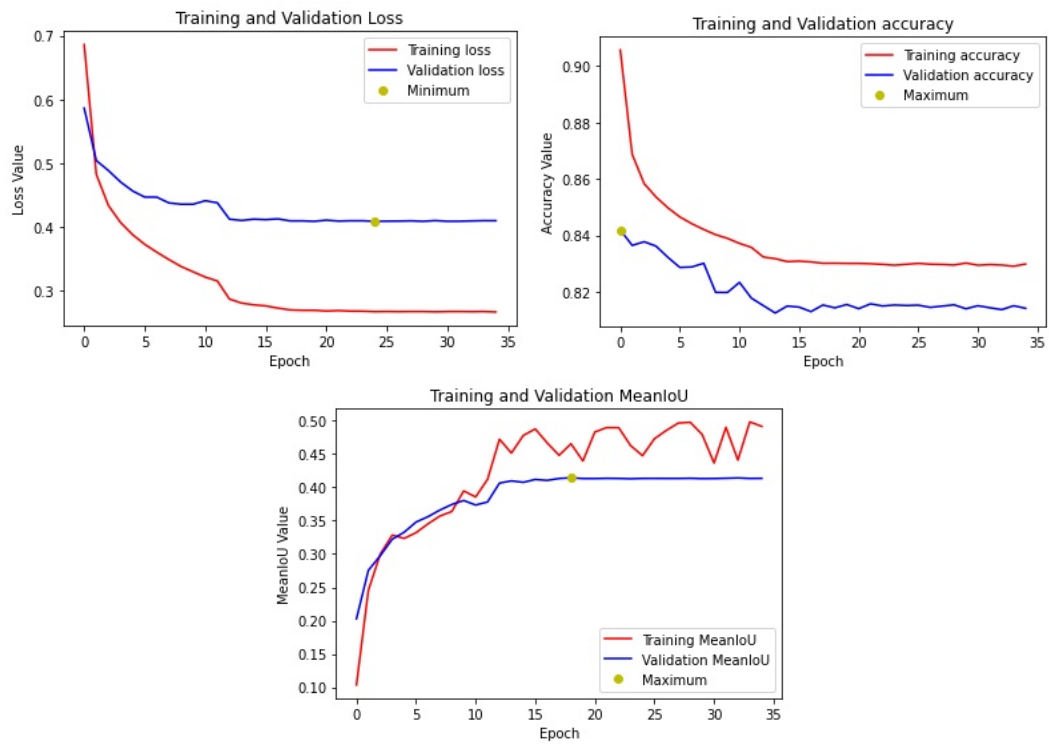 Training and Validation Loss
0.7
0.6
0.5
0.4
0.3
Loss Value
Training loss
Validation loss
Minimum
0 5 10 15 20 25 30 35
Epoch
Training and Validation accuracy
0.90
0.88
0.86
0.84
0.82
Accuracy Value
Training accuracy
Validation accuracy
Maximum
0 5 10 15 20 25 30 35
Epoch
Training and Validation MeanIoU
0.50
0.45
0.40
0.35
0.30
0.25
0.20
0.15
0.10
MeanIoU Value
Training MeanIoU
Validation MeanIoU
Maximum
0 5 10 15 20 25 30 35
Epoch